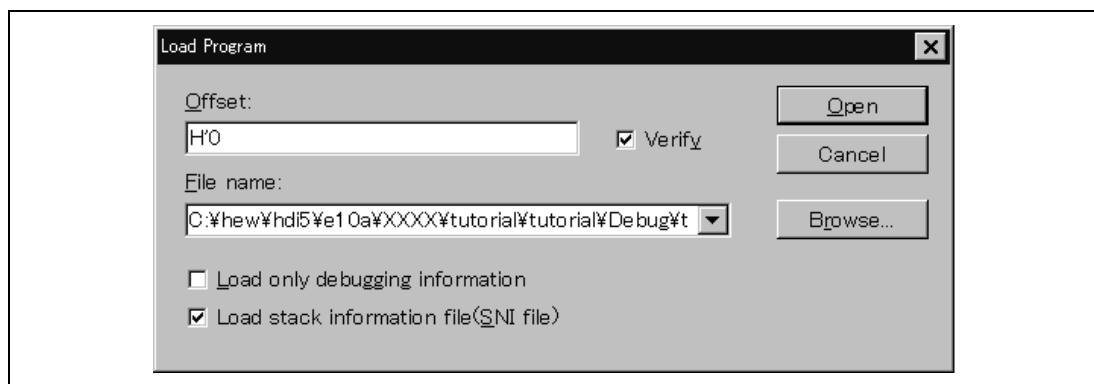 Load Program
Offset:
H'0
Verify
Open
Cancel
File name:
C:¥hew¥hdi5¥e10a¥XXXX¥tutorial¥tutorial¥Debug¥t
Browse...
Load only debugging information
Load stack information file(SNI file)